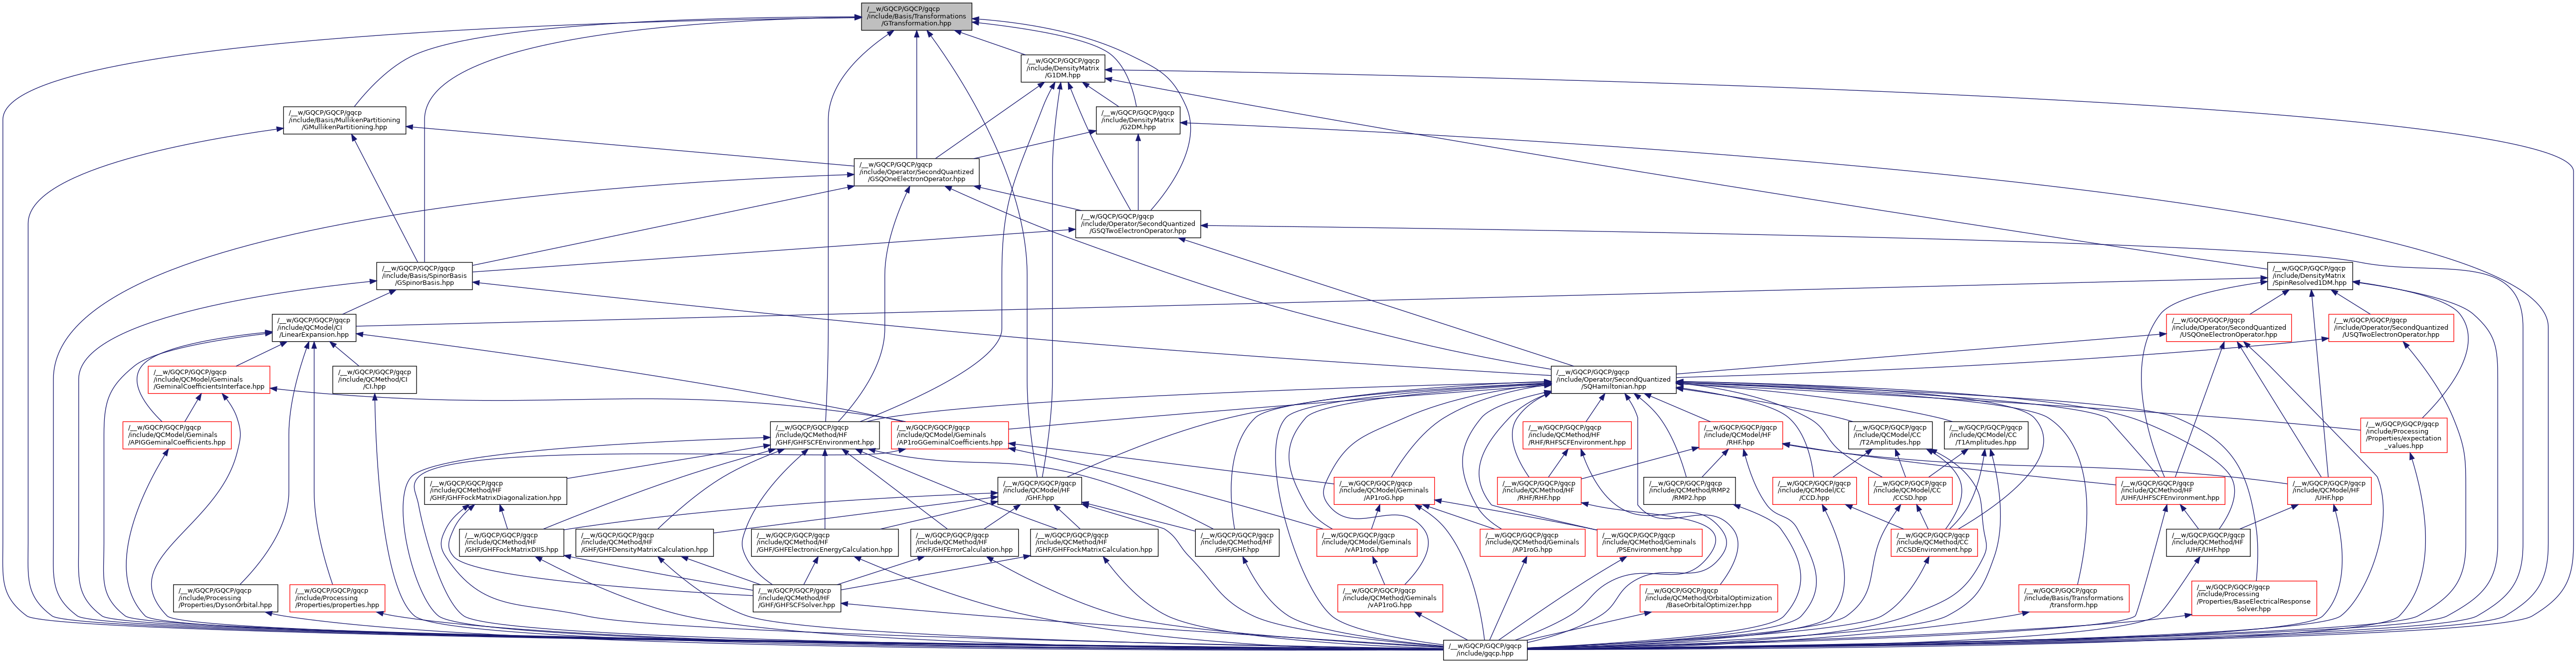 /__w/GQCP/GQCP/gqcp
/include/Basis/Transformations
/GTransformation.hpp
/__w/GQCP/GQCP/gqcp
/include/DensityMatrix
/G1DM.hpp
/__w/GQCP/GQCP/gqcp
/include/Basis/MullikenPartitioning
/GMullikenPartitioning.hpp
/__w/GQCP/GQCP/gqcp
/include/DensityMatrix
/G2DM.hpp
/__w/GQCP/GQCP/gqcp
/include/Operator/SecondQuantized
/GSQOneElectronOperator.hpp
/__w/GQCP/GQCP/gqcp
/include/Operator/SecondQuantized
/GSQTwoElectronOperator.hpp
/__w/GQCP/GQCP/gqcp
/include/Basis/SpinorBasis
/GSpinorBasis.hpp
/__w/GQCP/GQCP/gqcp
/include/DensityMatrix
/SpinResolved1DM.hpp
/__w/GQCP/GQCP/gqcp
/include/QCModel/CI
/LinearExpansion.hpp
/__w/GQCP/GQCP/gqcp
/include/Operator/SecondQuantized
/USQOneElectronOperator.hpp
/__w/GQCP/GQCP/gqcp
/include/Operator/SecondQuantized
/USQTwoElectronOperator.hpp
/__w/GQCP/GQCP/gqcp
/include/QCModel/Geminals
/GeminalCoefficientsInterface.hpp
/__w/GQCP/GQCP/gqcp
/include/QCMethod/CI
/CI.hpp
/__w/GQCP/GQCP/gqcp
/include/Operator/SecondQuantized
/SQHamiltonian.hpp
/__w/GQCP/GQCP/gqcp
/include/QCModel/Geminals
/APIGGeminalCoefficients.hpp
/__w/GQCP/GQCP/gqcp
/include/QCMethod/HF
/GHF/GHFSCFEnvironment.hpp
/__w/GQCP/GQCP/gqcp
/include/QCModel/Geminals
/AP1roGGeminalCoefficients.hpp
/__w/GQCP/GQCP/gqcp
/include/QCMethod/HF
/RHF/RHFSCFEnvironment.hpp
/__w/GQCP/GQCP/gqcp
/include/QCModel/HF
/RHF.hpp
/__w/GQCP/GQCP/gqcp
/include/QCModel/CC
/T2Amplitudes.hpp
/__w/GQCP/GQCP/gqcp
/include/QCModel/CC
/T1Amplitudes.hpp
/__w/GQCP/GQCP/gqcp
/include/Processing
/Properties/expectation
_values.hpp
/__w/GQCP/GQCP/gqcp
/include/QCMethod/HF
/GHF/GHFFockMatrixDiagonalization.hpp
/__w/GQCP/GQCP/gqcp
/include/QCModel/HF
/GHF.hpp
/__w/GQCP/GQCP/gqcp
/include/QCModel/Geminals
/AP1roG.hpp
/__w/GQCP/GQCP/gqcp
/include/QCMethod/HF
/RHF/RHF.hpp
/__w/GQCP/GQCP/gqcp
/include/QCMethod/RMP2
/RMP2.hpp
/__w/GQCP/GQCP/gqcp
/include/QCModel/CC
/CCD.hpp
/__w/GQCP/GQCP/gqcp
/include/QCModel/CC
/CCSD.hpp
/__w/GQCP/GQCP/gqcp
/include/QCMethod/HF
/UHF/UHFSCFEnvironment.hpp
/__w/GQCP/GQCP/gqcp
/include/QCModel/HF
/UHF.hpp
/__w/GQCP/GQCP/gqcp
/include/QCMethod/HF
/GHF/GHFFockMatrixDIIS.hpp
/__w/GQCP/GQCP/gqcp
/include/QCMethod/HF
/GHF/GHFDensityMatrixCalculation.hpp
/__w/GQCP/GQCP/gqcp
/include/QCMethod/HF
/GHF/GHFElectronicEnergyCalculation.hpp
/__w/GQCP/GQCP/gqcp
/include/QCMethod/HF
/GHF/GHFErrorCalculation.hpp
/__w/GQCP/GQCP/gqcp
/include/QCMethod/HF
/GHF/GHFFockMatrixCalculation.hpp
/__w/GQCP/GQCP/gqcp
/include/QCMethod/HF
/GHF/GHF.hpp
/__w/GQCP/GQCP/gqcp
/include/QCModel/Geminals
/vAP1roG.hpp
/__w/GQCP/GQCP/gqcp
/include/QCMethod/Geminals
/AP1roG.hpp
/__w/GQCP/GQCP/gqcp
/include/QCMethod/Geminals
/PSEnvironment.hpp
/__w/GQCP/GQCP/gqcp
/include/QCMethod/CC
/CCSDEnvironment.hpp
/__w/GQCP/GQCP/gqcp
/include/QCMethod/HF
/UHF/UHF.hpp
/__w/GQCP/GQCP/gqcp
/include/Processing
/Properties/DysonOrbital.hpp
/__w/GQCP/GQCP/gqcp
/include/Processing
/Properties/properties.hpp
/__w/GQCP/GQCP/gqcp
/include/QCMethod/HF
/GHF/GHFSCFSolver.hpp
/__w/GQCP/GQCP/gqcp
/include/QCMethod/Geminals
/vAP1roG.hpp
/__w/GQCP/GQCP/gqcp
/include/QCMethod/OrbitalOptimization
/BaseOrbitalOptimizer.hpp
/__w/GQCP/GQCP/gqcp
/include/Basis/Transformations
/transform.hpp
/__w/GQCP/GQCP/gqcp
/include/Processing
/Properties/BaseElectricalResponse
Solver.hpp
/__w/GQCP/GQCP/gqcp
/include/gqcp.hpp